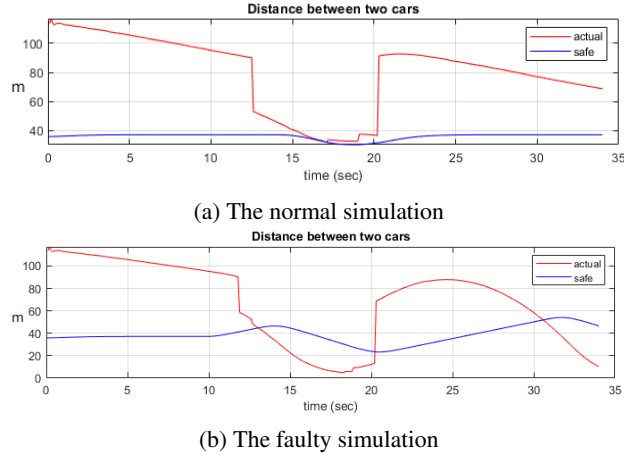 Distance between two cars
100
80
60
40
m
actual
safe
0 5 10 15 20 25 30 35
time (sec)
(a) The normal simulation
Distance between two cars
100
80
60
40
20
0
m
actual
safe
0 5 10 15 20 25 30 35
time (sec)
(b) The faulty simulation